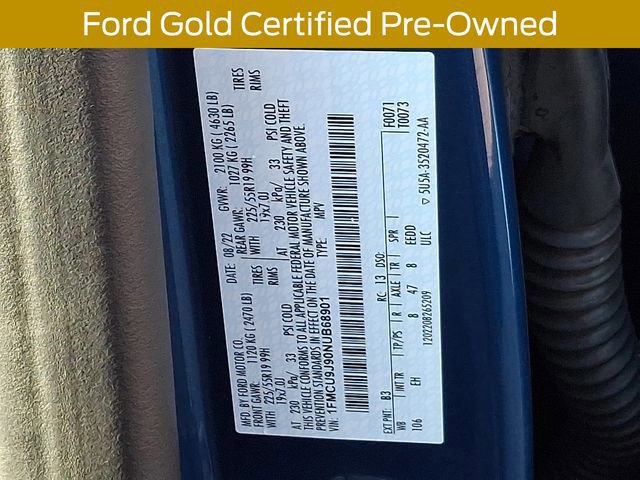 Ford Gold Certified Pre-Owned
MFD. BY FORD MOTOR CO.
DATE: 08/22 GVWR: 2100 KG ( 4630 LB)
FRONT GAWR: 1120 KG (2470 LB) REAR GAWR: 1027 KG ( 2265 LB)
WITH 225/55R19 99H TIRES WITH 225/55R19 99H TIRES
19x7.0J RIMS 19x7.0J RIMS
AT 230 kPa/ 33 PSI COLD AT 230 kPa/ 33 PSI COLD
THIS VEHICLE CONFORMS TO ALL APPLICABLE FEDERAL MOTOR VEHICLE SAFETY AND THEFT
PREVENTION STANDARDS IN EFFECT ON THE DATE OF MANUFACTURE SHOWN ABOVE.
VIN: 1FMCU9J90NUB68901 TYPE: MPV
F0071
T0073
EXT PNT: B3 RC: 13 DSO:
WB INT TR TP/PS R AXLE TR SPR
106 EH 8 47 8 EEDD
1202208265209 ULC
▽ 5U5A-3520472-AA